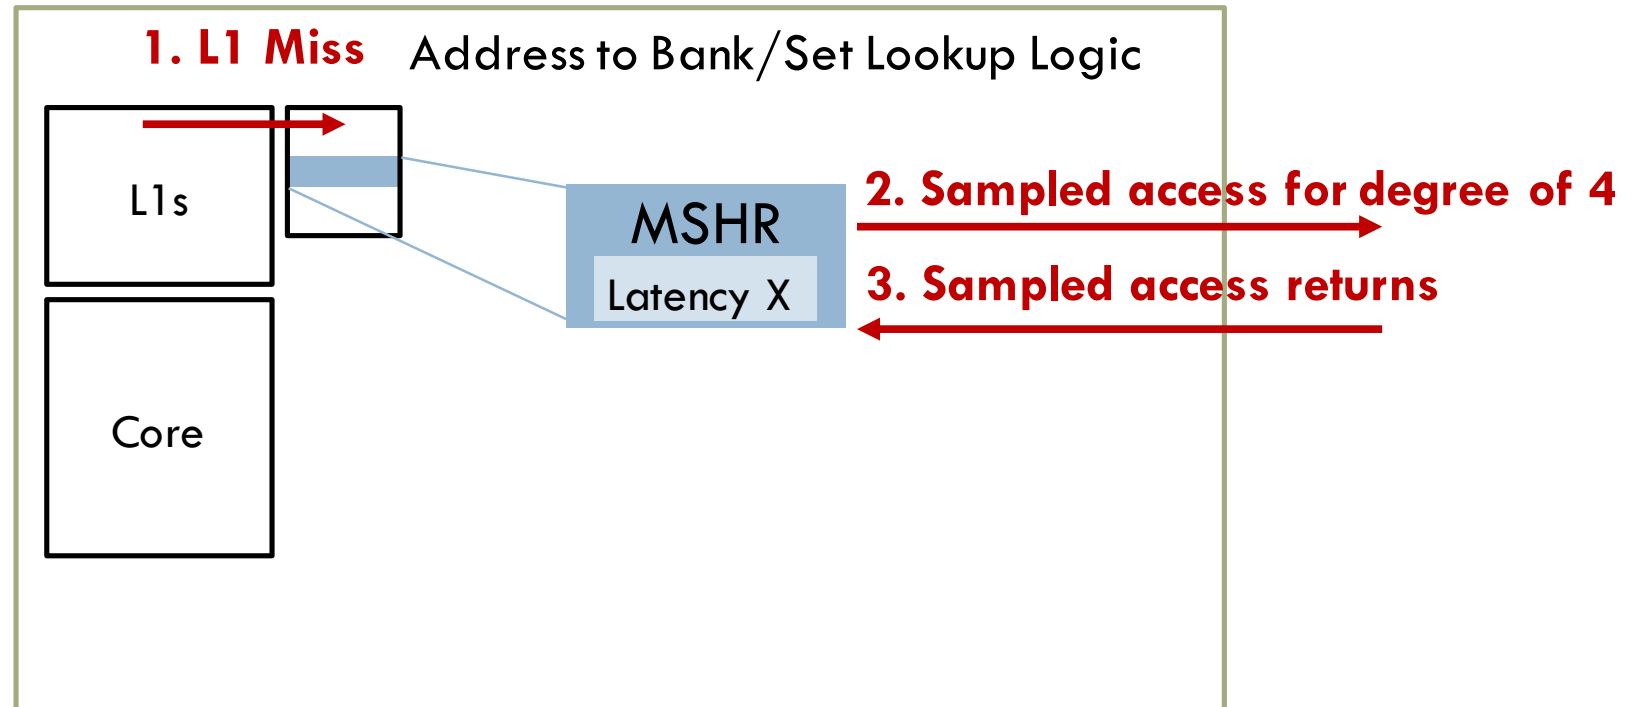 1. L1 Miss
Address to Bank/Set Lookup Logic
L1s
MSHR
Latency X
2. Sampled access for degree of 4
3. Sampled access returns
Core